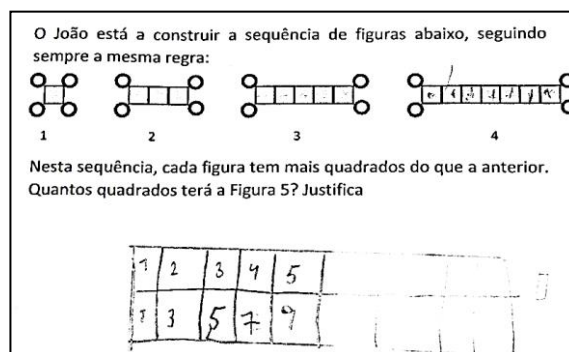 O João está a construir a sequência de figuras abaixo, seguindo
sempre a mesma regra:
1 2 3 4
Nesta sequência, cada figura tem mais quadrados do que a anterior.
Quantos quadrados terá a Figura 5? Justifica
1 2 3 4 5
3 5 7 9